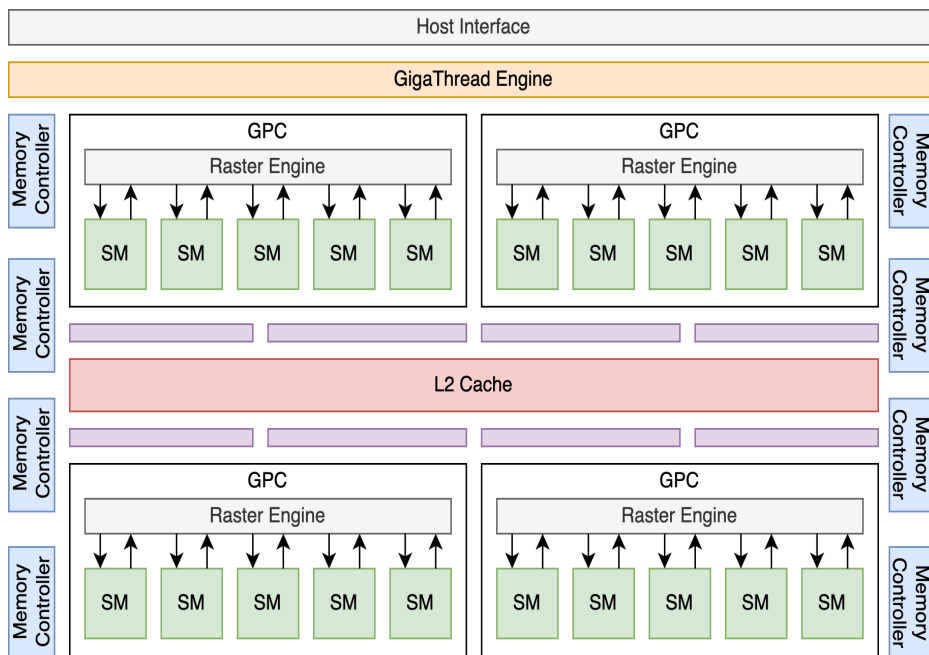 Host Interface
GigaThread Engine
Memory
Controller
GPC
Raster Engine
SM SM SM SM SM
GPC
Raster Engine
SM SM SM SM SM
Memory
Controller
Memory
Controller
Memory
Controller
L2 Cache
Memory
Controller
Memory
Controller
GPC
Raster Engine
SM SM SM SM SM
GPC
Raster Engine
SM SM SM SM SM
Memory
Controller
Memory
Controller